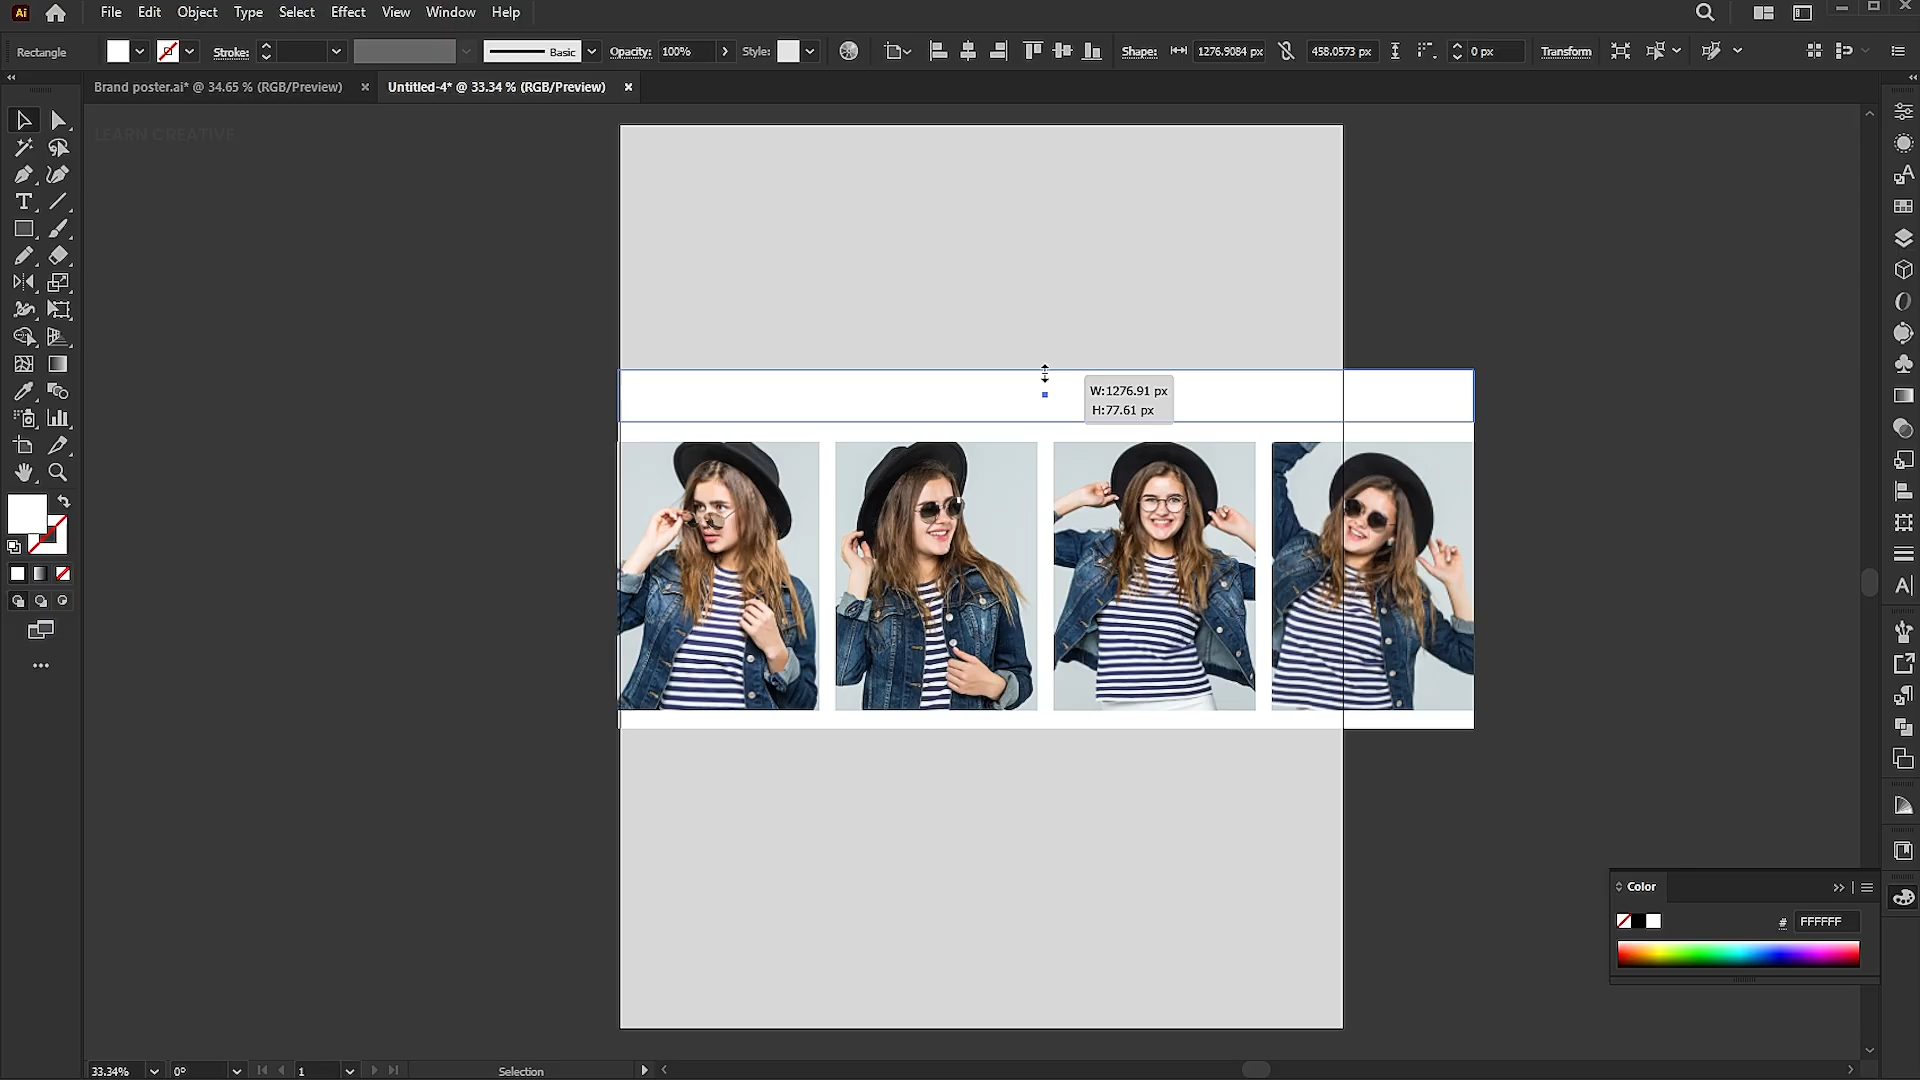 Ai File Edit Object Type Select Effect View Window Help
Rectangle Stroke: Basic Opacity: 100% Style: Shape: 1276.9084 px 458.0573 px 0 px Transform
Brand poster.ai* @ 34.65 % (RGB/Preview) × Untitled-4* @ 33.34 % (RGB/Preview) ×
LEARN CREATIVE
W:1276.91 px
H:77.61 px
Color
# FFFFFF
33.34% 0° 1 Selection